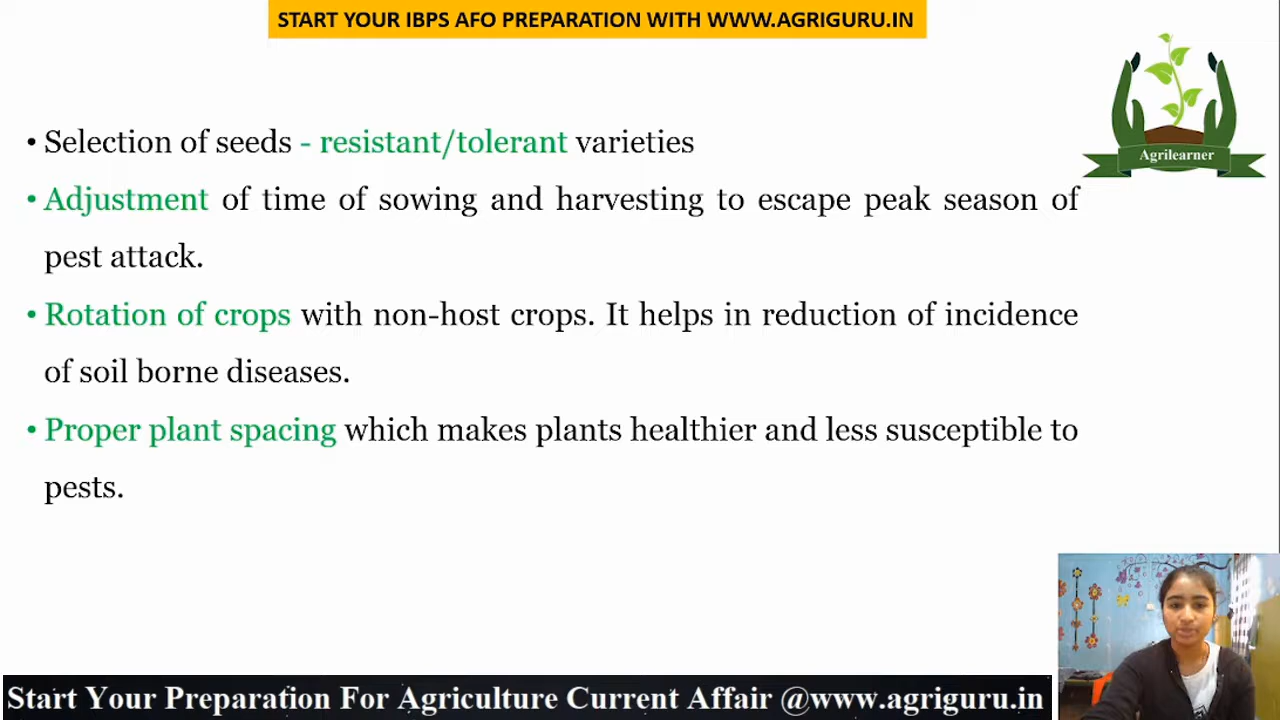 START YOUR IBPS AFO PREPARATION WITH WWW.AGRIGURU.IN
Agrilearner
• Selection of seeds - resistant/tolerant varieties
• Adjustment of time of sowing and harvesting to escape peak season of
pest attack.
• Rotation of crops with non-host crops. It helps in reduction of incidence
of soil borne diseases.
• Proper plant spacing which makes plants healthier and less susceptible to
pests.
Start Your Preparation For Agriculture Current Affair @www.agriguru.in